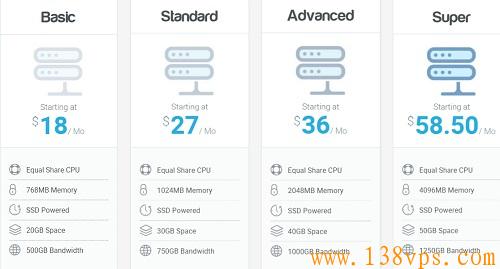 Basic
Starting at
$18/ Mo
Equal Share CPU
768MB Memory
SSD Powered
20GB Space
500GB Bandwidth
Standard
Starting at
$27/ Mo
Equal Share CPU
1024MB Memory
SSD Powered
30GB Space
750GB Bandwidth
Advanced
Starting at
$36/ Mo
Equal Share CPU
2048MB Memory
SSD Powered
40GB Space
1000GB Bandwidth
Super
Starting at
$58.50/ Mo
Equal Share CPU
4096MB Memory
SSD Powered
50GB Space
1250GB Bandwidth
www.138vps.com